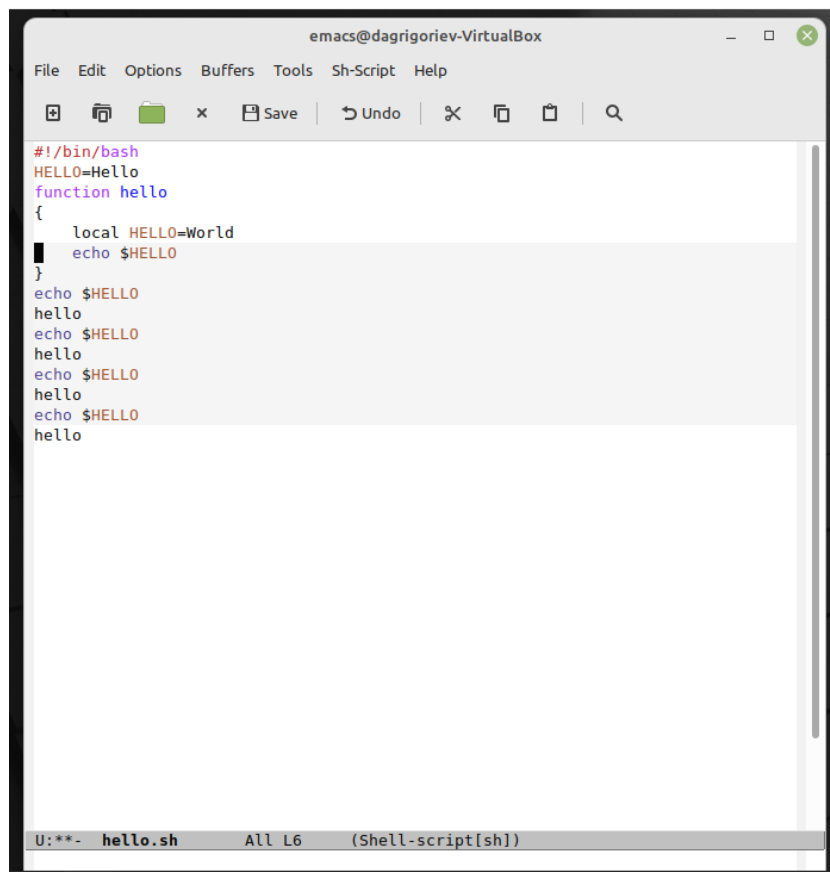 emacs@dagrigoriev-VirtualBox
File Edit Options Buffers Tools Sh-Script Help
Save Undo
#!/bin/bash
HELLO=Hello
function hello
{
    local HELLO=World
    echo $HELLO
}
echo $HELLO
hello
echo $HELLO
hello
echo $HELLO
hello
echo $HELLO
hello
U:**-  hello.sh       All L6     (Shell-script[sh])